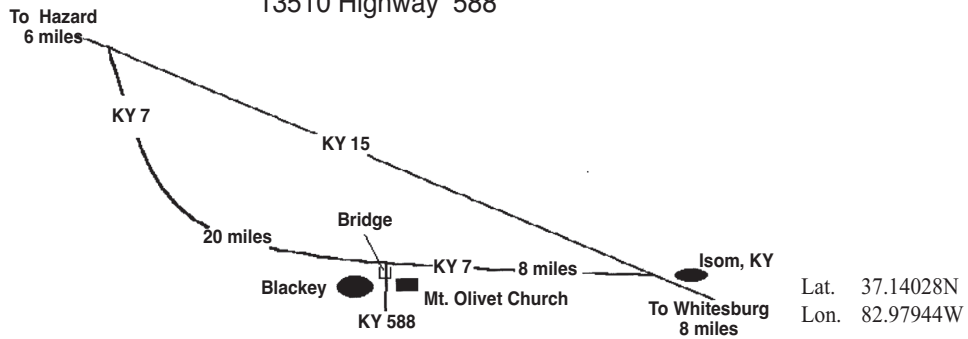 13510 Highway 588
To Hazard
6 miles
KY 7
KY 15
Bridge
20 miles
KY 7
8 miles
Isom, KY
Blackey
Mt. Olivet Church
KY 588
To Whitesburg
8 miles
Lat. 37.14028N
Lon. 82.97944W